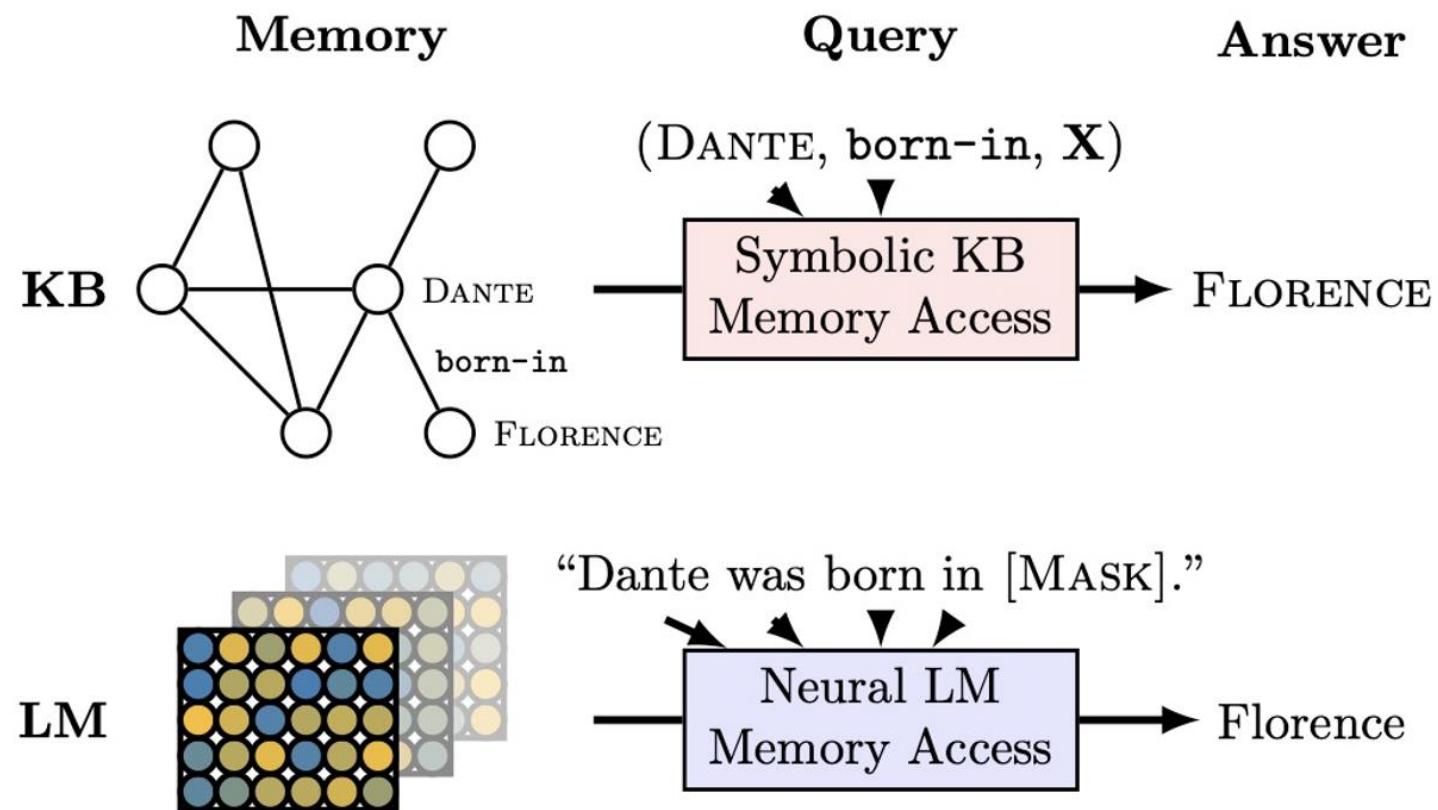 Memory Query Answer
(DANTE, born-in, X)
Symbolic KB
Memory Access
KB
DANTE
FLORENCE
born-in
FLORENCE
“Dante was born in [MASK].”
Neural LM
Memory Access
LM
Florence